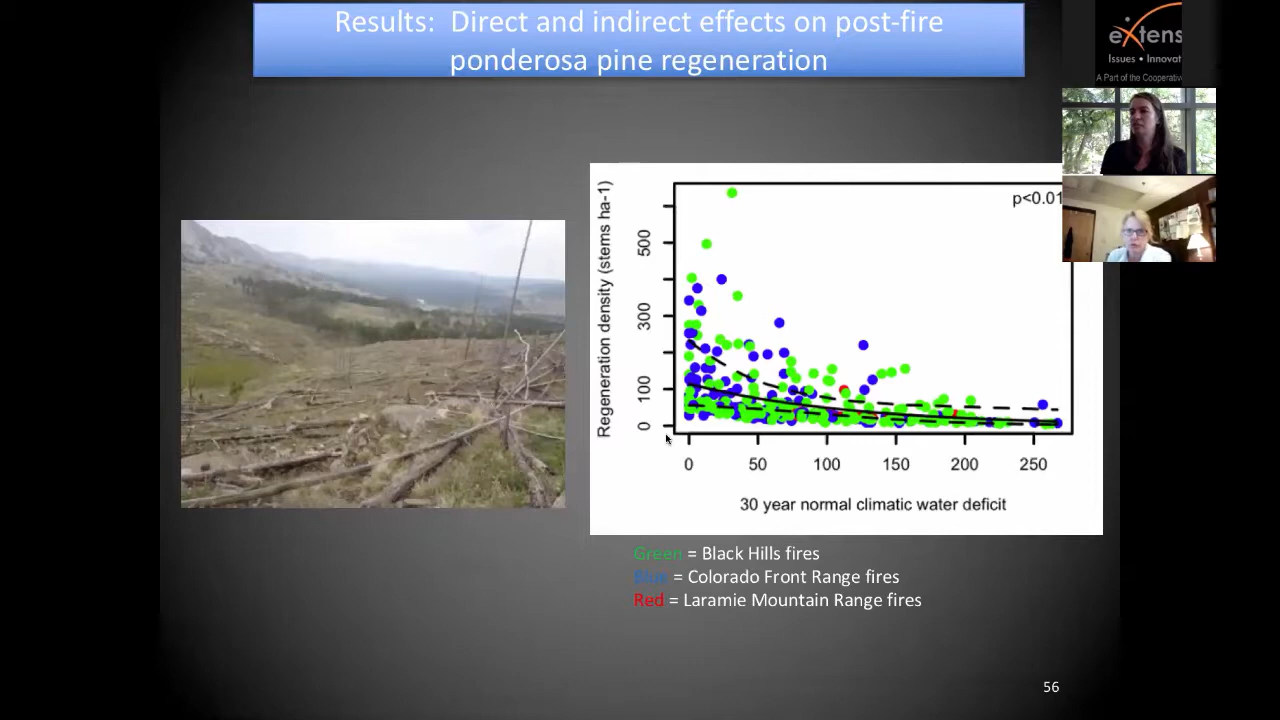 Results: Direct and indirect effects on post-fire
ponderosa pine regeneration
eXtens
Issues • Innovat
A Part of the Cooperativ
p<0.01
Regeneration density (stems ha-1)
500
300
100
0
0 50 100 150 200 250
30 year normal climatic water deficit
Green = Black Hills fires
Blue = Colorado Front Range fires
Red = Laramie Mountain Range fires
56